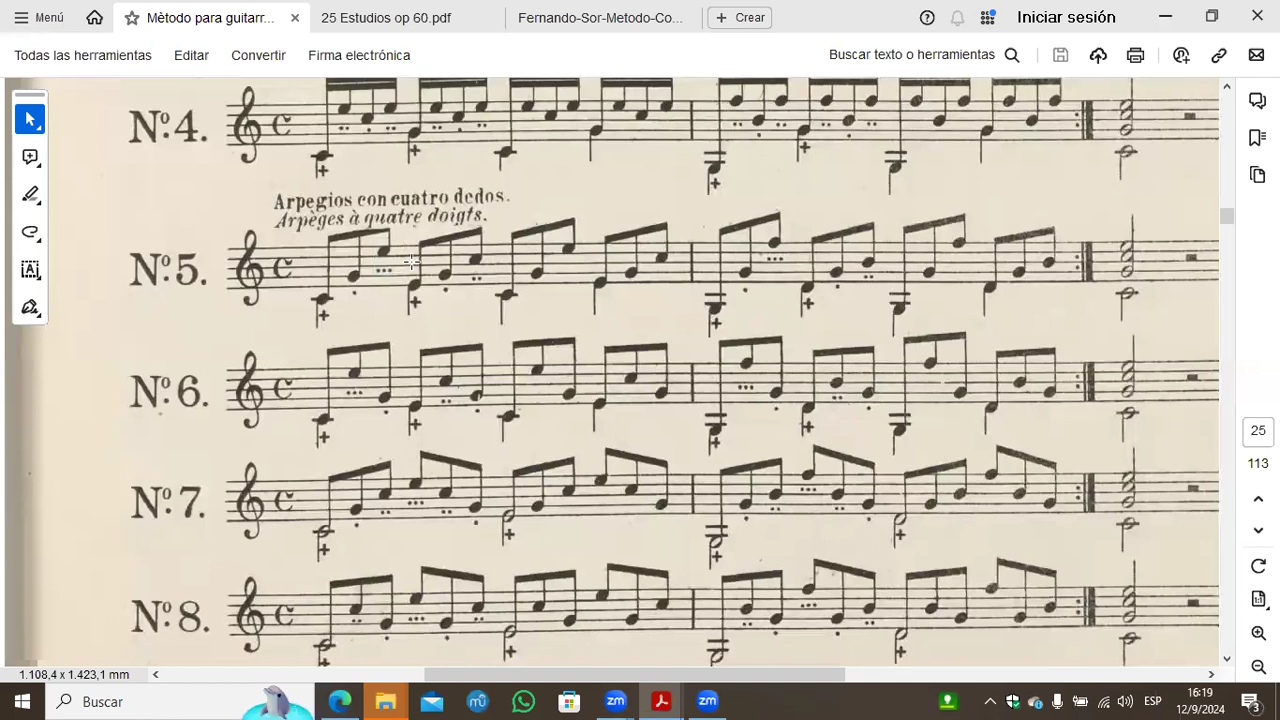 Menú
Mètodo para guitarr...
25 Estudios op 60.pdf
Fernando-Sor-Metodo-Co...
Crear
Iniciar sesión
Todas las herramientas
Editar
Convertir
Firma electrónica
Buscar texto o herramientas
Nº4.
Arpegios con cuatro dedos.
Arpèges à quatre doigts.
Nº5.
Nº6.
Nº7.
Nº8.
25
113
1.108,4 x 1.423,1 mm
Buscar
ESP
16:19
12/9/2024
3